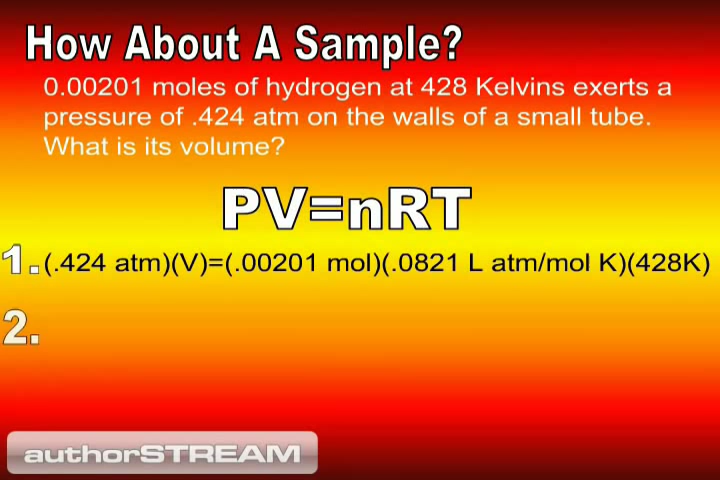 How About A Sample?
0.00201 moles of hydrogen at 428 Kelvins exerts a
pressure of .424 atm on the walls of a small tube.
What is its volume?
PV=nRT
1. (.424 atm)(V)=(.00201 mol)(.0821 L atm/mol K)(428K)
2.
authorSTREAM